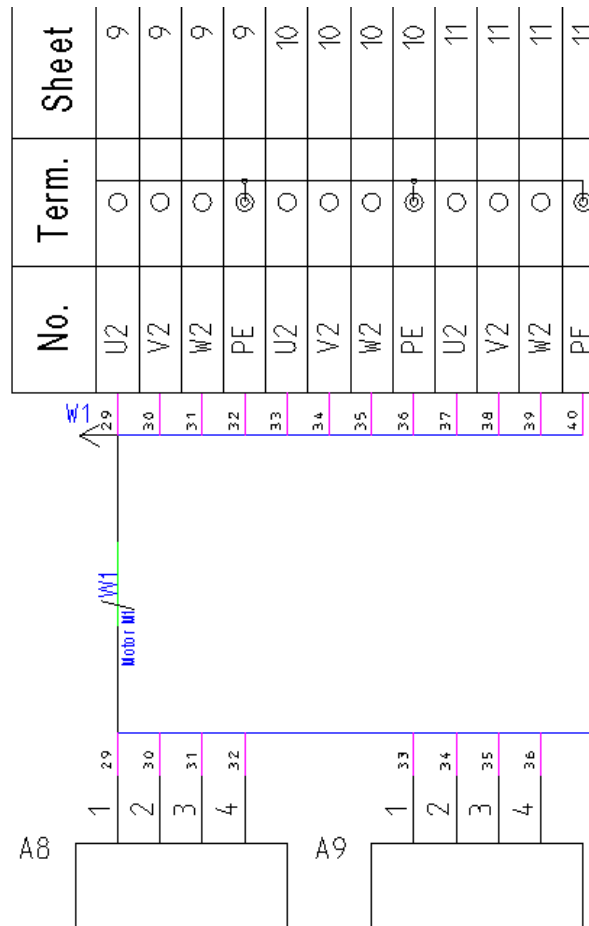 Sheet 9 9 9 9 10 10 10 10 11 11 11 11
Term.
No. U2 V2 W2 PE U2 V2 W2 PE U2 V2 W2 PE
W1 29 30 31 32 33 34 35 36 37 38 39 40
W1
Motor M1
29 30 31 32 33 34 35 36
1 2 3 4 1 2 3 4
A8 A9